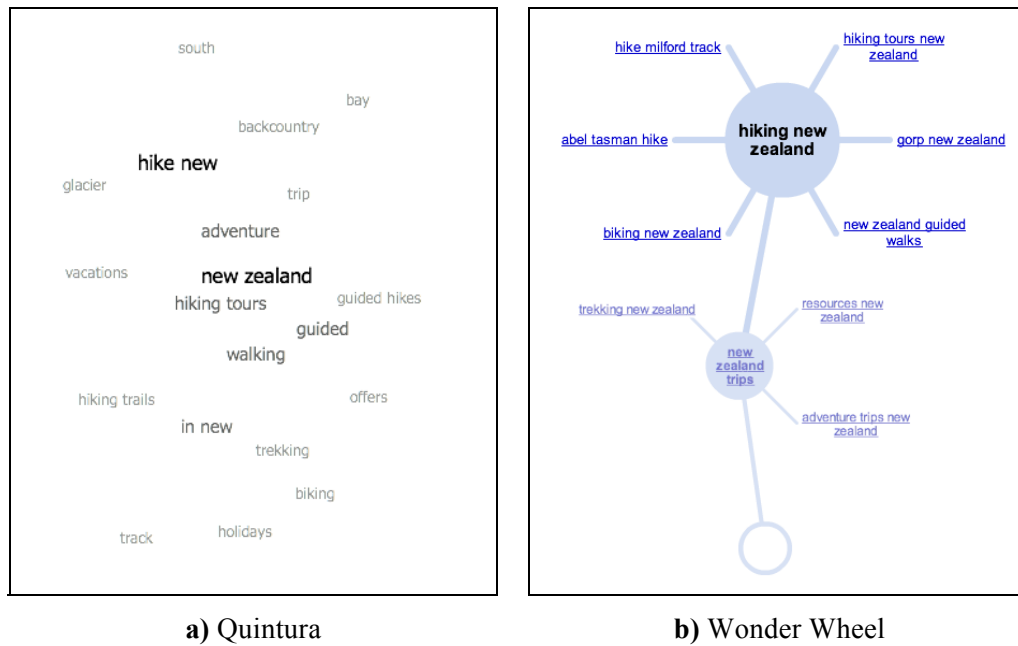 south
bay
backcountry
hike new
glacier
trip
adventure
vacations
new zealand
hiking tours
guided hikes
guided
walking
hiking trails
offers
in new
trekking
biking
holidays
track
a) Quintura
hike milford track
hiking tours new
zealand
hiking new
zealand
abel tasman hike
gorp new zealand
biking new zealand
new zealand guided
walks
trekking new zealand
resources new
zealand
new
zealand
trips
adventure trips new
zealand
b) Wonder Wheel